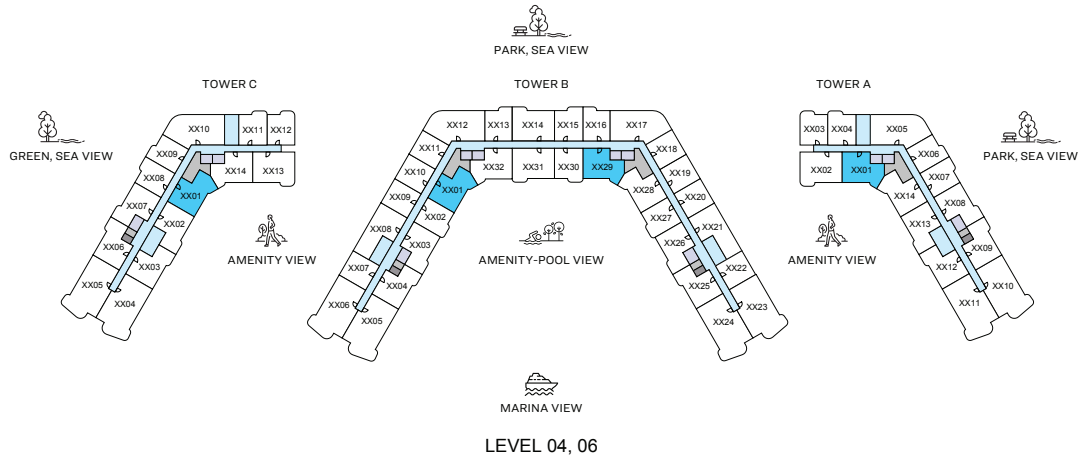 PARK, SEA VIEW
TOWER C
TOWER B
TOWER A
GREEN, SEA VIEW
PARK, SEA VIEW
XX10
XX11
XX12
XX09
XX08
XX14
XX13
XX07
XX01
XX06
XX02
XX05
XX03
XX04
AMENITY VIEW
XX12
XX13
XX14
XX15
XX16
XX17
XX11
XX18
XX10
XX32
XX31
XX30
XX29
XX19
XX09
XX01
XX28
XX20
XX08
XX02
XX27
XX21
XX07
XX03
XX26
XX22
XX06
XX04
XX25
XX23
XX05
XX24
AMENITY-POOL VIEW
XX03
XX04
XX05
XX02
XX01
XX06
XX07
XX14
XX08
XX13
XX09
XX12
XX10
XX11
AMENITY VIEW
MARINA VIEW
LEVEL 04, 06